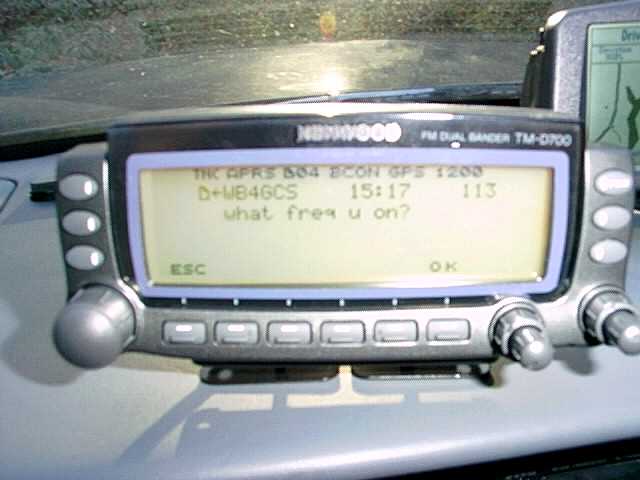 KENWOOD FM DUAL BANDER TM-D700
TNC APRS B04 BCON GPS 1200
D←WB4GCS 15:17 113
what freq u on?
ESC OK